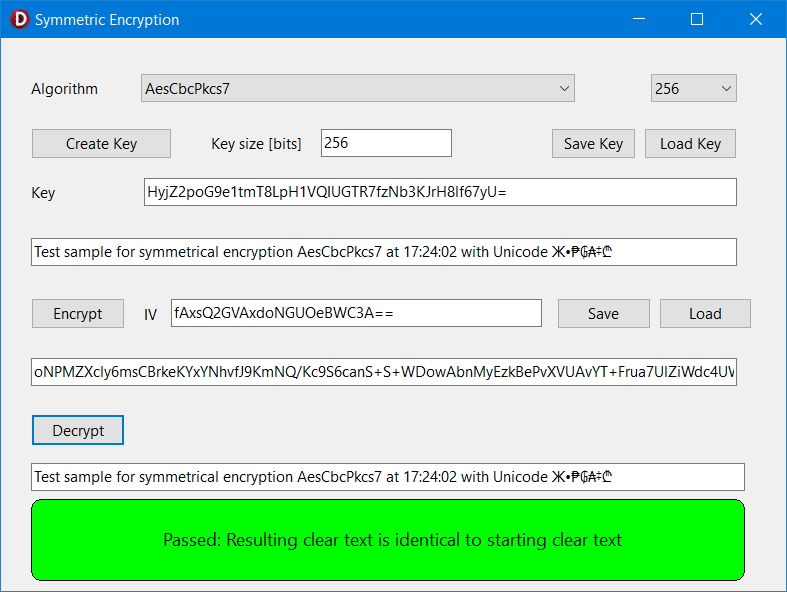 D Symmetric Encryption
Algorithm AesCbcPkcs7 256
Create Key Key size [bits] 256 Save Key Load Key
Key HyjZ2poG9e1tmT8LpH1VQIUGTR7fzNb3KJrH8If67yU=
Test sample for symmetrical encryption AesCbcPkcs7 at 17:24:02 with Unicode Ж•₱₲₳‡₾
Encrypt IV fAxsQ2GVAxdoNGUOeBWC3A== Save Load
oNPMZXcIy6msCBrkeKYxYNhvfJ9KmNQ/Kc9S6canS+S+WDowAbnMyEzkBePvXVUAvYT+Frua7UIZiWdc4UW
Decrypt
Test sample for symmetrical encryption AesCbcPkcs7 at 17:24:02 with Unicode Ж•₱₲₳‡₾
Passed: Resulting clear text is identical to starting clear text